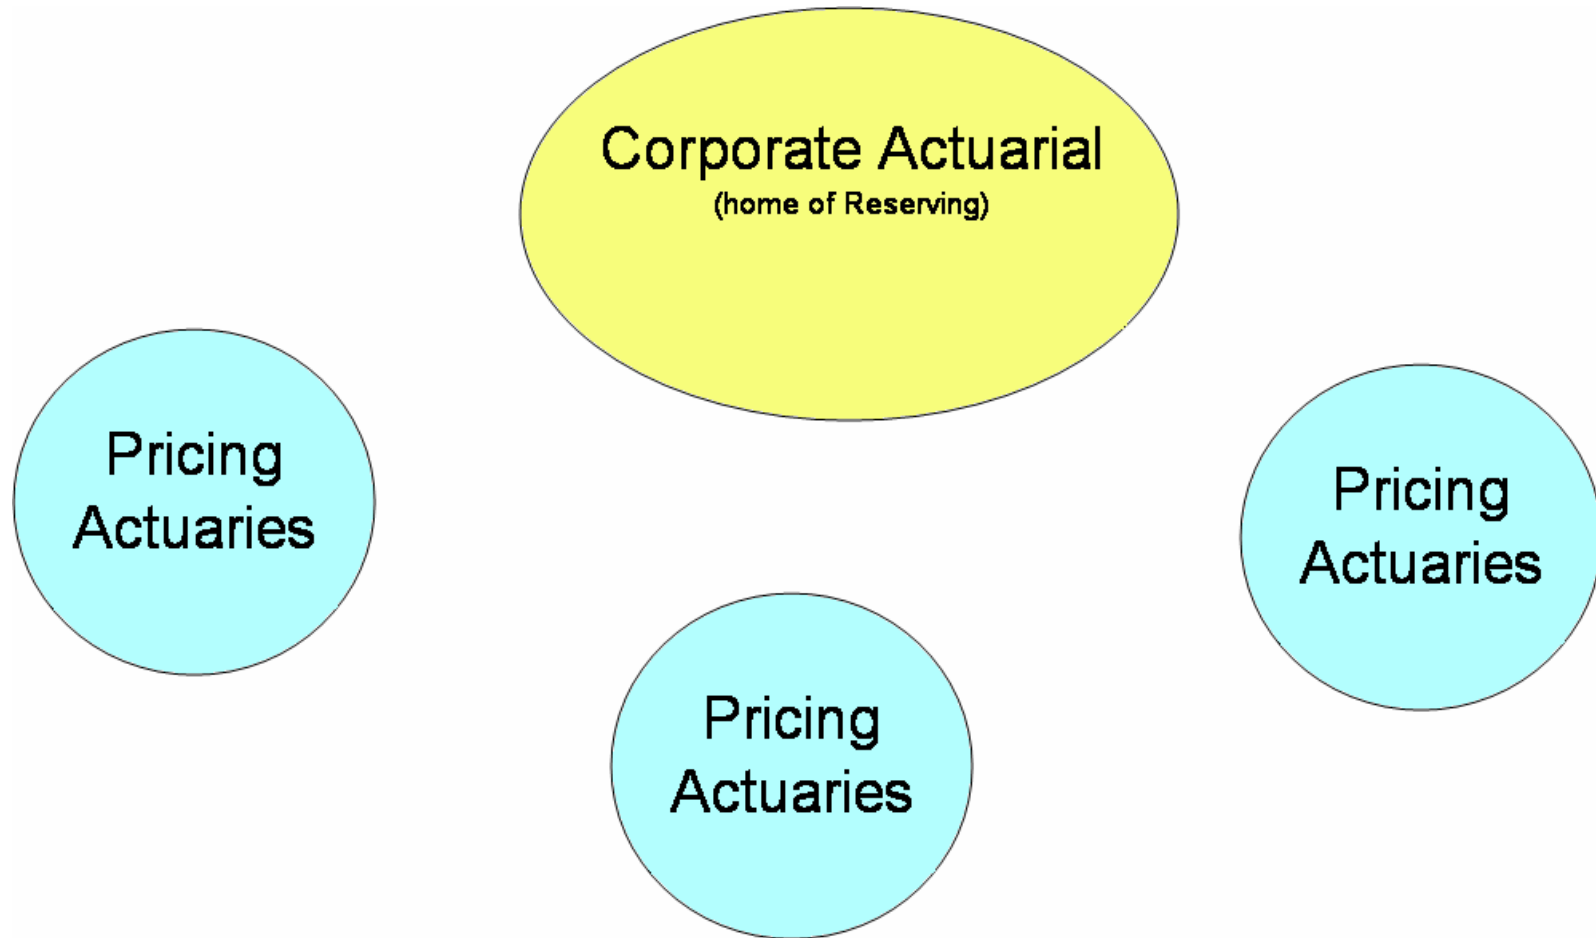 Corporate Actuarial
(home of Reserving)
Pricing
Actuaries
Pricing
Actuaries
Pricing
Actuaries